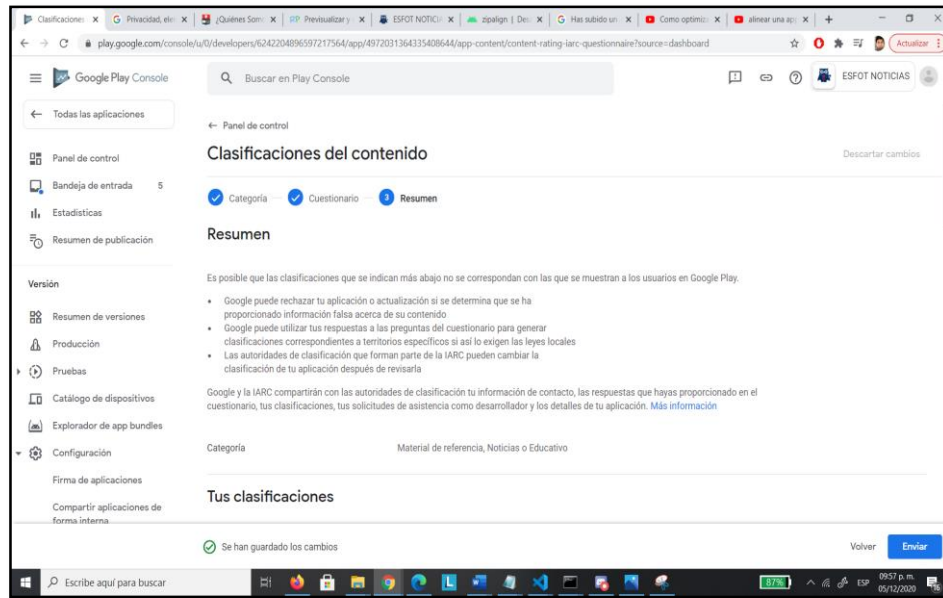 Clasificaciones
Privacidad, ele
¿Quiénes Som
Previsualizar y
ESFOT NOTICI
zipalign | Des
Has subido un
Como optimiz
alinear una ap
play.google.com/console/u/0/developers/6242204896597217564/app/4972031364335408644/app-content/content-rating-iarc-questionnaire?source=dashboard
Actualizar
Google Play Console
Buscar en Play Console
ESFOT NOTICIAS
Todas las aplicaciones
Panel de control
Bandeja de entrada 5
Estadísticas
Resumen de publicación
Versión
Resumen de versiones
Producción
Pruebas
Catálogo de dispositivos
Explorador de app bundles
Configuración
Firma de aplicaciones
Compartir aplicaciones de
forma interna
← Panel de control
Clasificaciones del contenido
Descartar cambios
Categoría
Cuestionario
3 Resumen
Resumen
Es posible que las clasificaciones que se indican más abajo no se correspondan con las que se muestran a los usuarios en Google Play.
• Google puede rechazar tu aplicación o actualización si se determina que se ha
proporcionado información falsa acerca de su contenido
• Google puede utilizar tus respuestas a las preguntas del cuestionario para generar
clasificaciones correspondientes a territorios específicos si así lo exigen las leyes locales
• Las autoridades de clasificación que forman parte de la IARC pueden cambiar la
clasificación de tu aplicación después de revisarla
Google y la IARC compartirán con las autoridades de clasificación tu información de contacto, las respuestas que hayas proporcionado en el
cuestionario, tus clasificaciones, tus solicitudes de asistencia como desarrollador y los detalles de tu aplicación. Más información
Categoría Material de referencia, Noticias o Educativo
Tus clasificaciones
Se han guardado los cambios
Volver
Enviar
Escribe aquí para buscar
87%
ESP
09:57 p. m.
05/12/2020